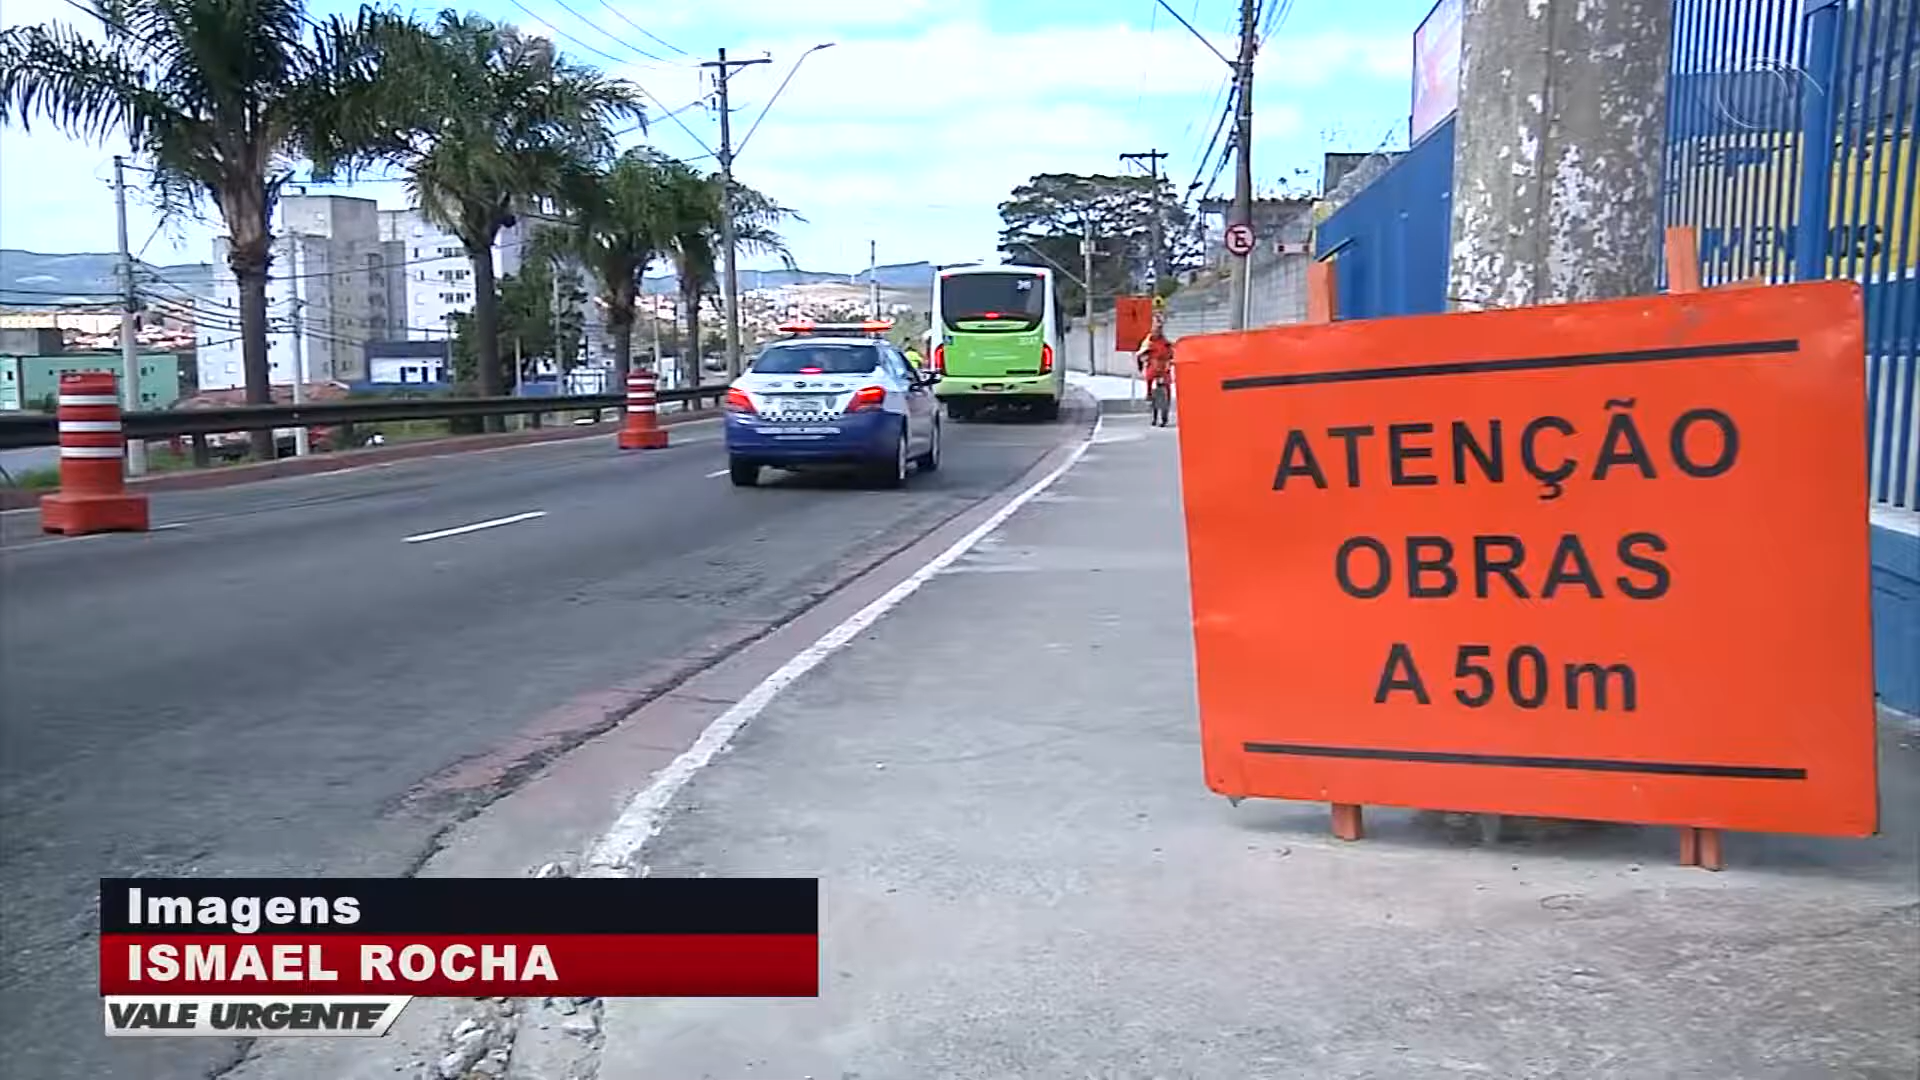 ATENÇÃO
OBRAS
A 50m
Imagens
ISMAEL ROCHA
VALE URGENTE